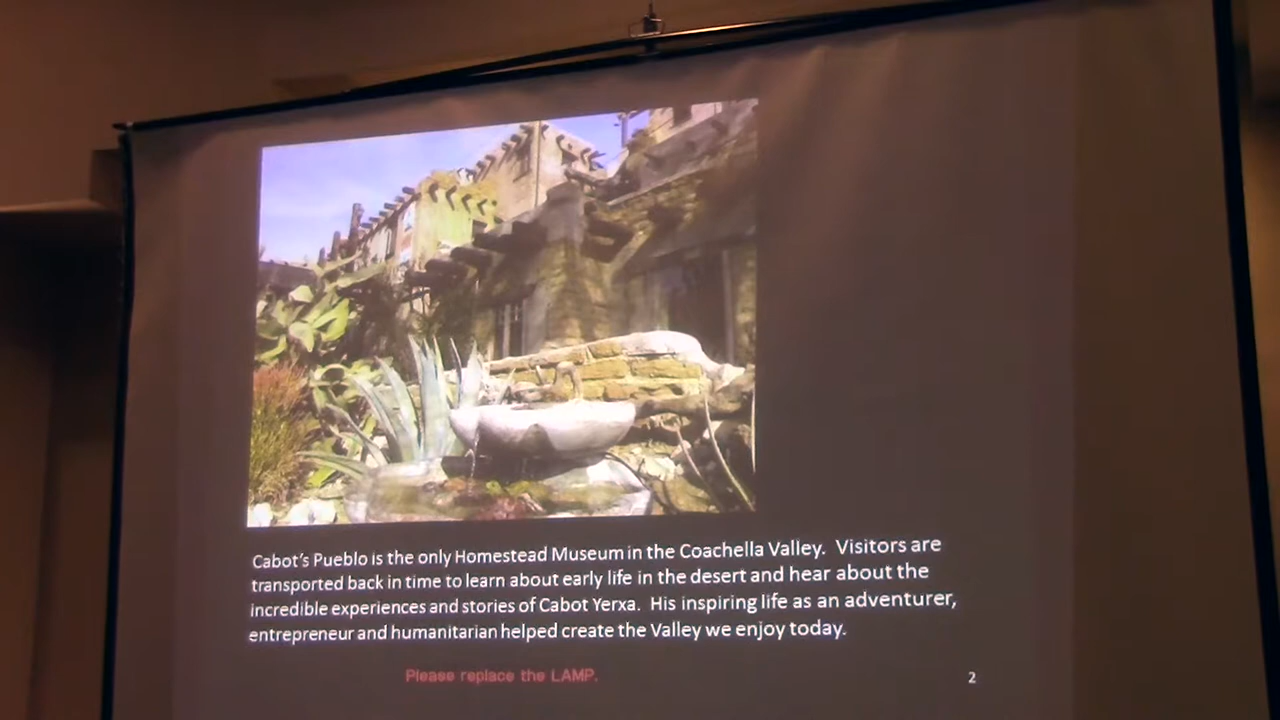 Cabot's Pueblo is the only Homestead Museum in the Coachella Valley.  Visitors are
transported back in time to learn about early life in the desert and hear about the
incredible experiences and stories of Cabot Yerxa.  His inspiring life as an adventurer,
entrepreneur and humanitarian helped create the Valley we enjoy today.
Please replace the LAMP.
2